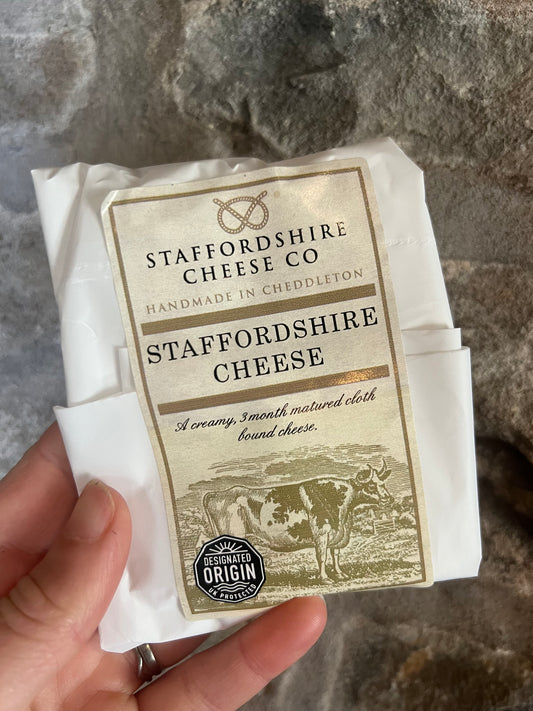 STAFFORDSHIRE
CHEESE CO
HANDMADE IN CHEDDLETON
STAFFORDSHIRE
CHEESE
A creamy, 3 month matured cloth
bound cheese.
DESIGNATED
ORIGIN
UK PROTECTED